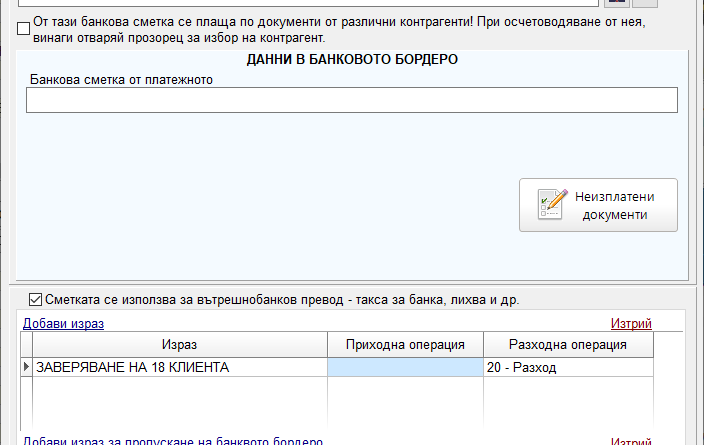 От тази банкова сметка се плаща по документи от различни контрагенти! При осчетоводяване от нея,
винаги отваряй прозорец за избор на контрагент.
ДАННИ В БАНКОВОТО БОРДЕРО
Банкова сметка от платежното
Неизплатени
документи
Сметката се използва за вътрешнобанков превод - такса за банка, лихва и др.
Добави израз Изтрий
Израз Приходна операция Разходна операция
ЗАВЕРЯВАНЕ НА 18 КЛИЕНТА 20 - Разход
Добави израз за пропускане на банквото бордеро Изтрий